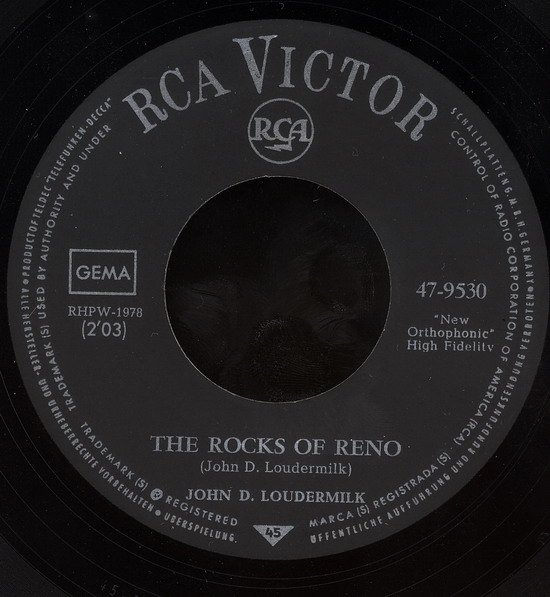 RCA VICTOR
RCA
GEMA
RHPW-1978
(2'03)
47-9530
"New
Orthophonic"
High Fidelity
THE ROCKS OF RENO
(John D. Loudermilk)
JOHN D. LOUDERMILK
45
PRODUCT OF TELDEC "TELEFUNKEN-DECCA" SCHALLPLATTEN G.M.B.H. GERMANY
ALLE HERSTELLER- UND URHEBERRECHTE VORBEHALTEN • ÜBERSPIELUNG, ÖFFENTLICHE AUFFÜHRUNG UND RUNDFUNKSENDUNG VERBOTEN
TRADEMARK (S) USED BY AUTHORITY AND UNDER CONTROL OF RADIO CORPORATION OF AMERICA (RCA)
TRADEMARK (S) ® REGISTERED MARCA (S) REGISTRADA (S)